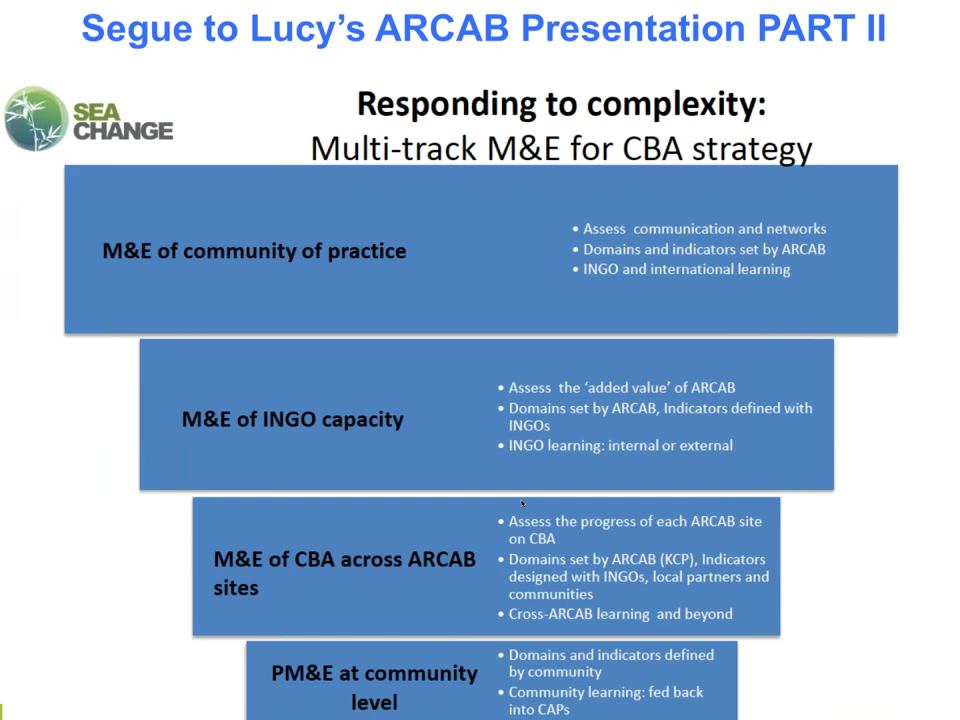 Segue to Lucy's ARCAB Presentation PART II
SEA
CHANGE
Responding to complexity:
Multi-track M&E for CBA strategy
M&E of community of practice
• Assess communication and networks
• Domains and indicators set by ARCAB
• INGO and international learning
M&E of INGO capacity
• Assess the ‘added value’ of ARCAB
• Domains set by ARCAB, Indicators defined with
INGOs
• INGO learning: internal or external
M&E of CBA across ARCAB
sites
• Assess the progress of each ARCAB site
on CBA
• Domains set by ARCAB (KCP), Indicators
designed with INGOs, local partners and
communities
• Cross-ARCAB learning and beyond
PM&E at community
level
• Domains and indicators defined
by community
• Community learning: fed back
into CAPs